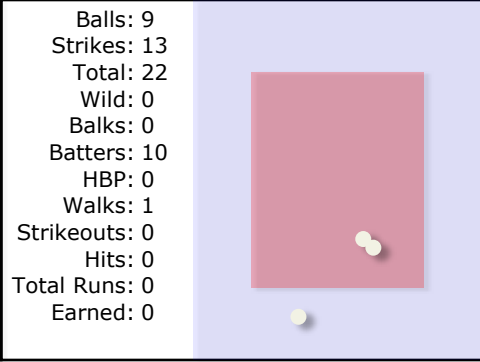 Balls: 9
Strikes: 13
Total: 22
Wild: 0
Balks: 0
Batters: 10
HBP: 0
Walks: 1
Strikeouts: 0
Hits: 0
Total Runs: 0
Earned: 0